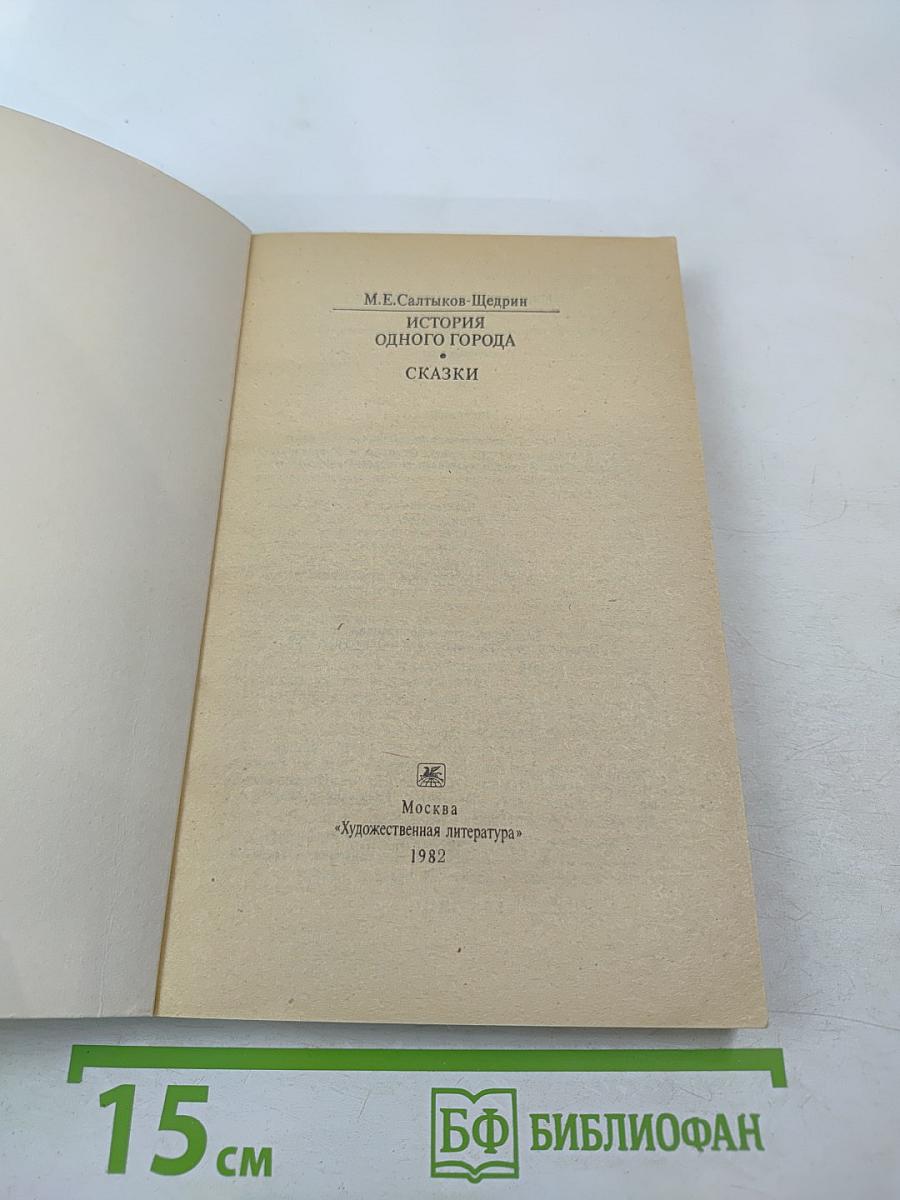 М.Е.Салтыков-Щедрин
ИСТОРИЯ
ОДНОГО ГОРОДА
•
СКАЗКИ
Москва
«Художественная литература»
1982
15 см
БФ БИБЛИОФАН